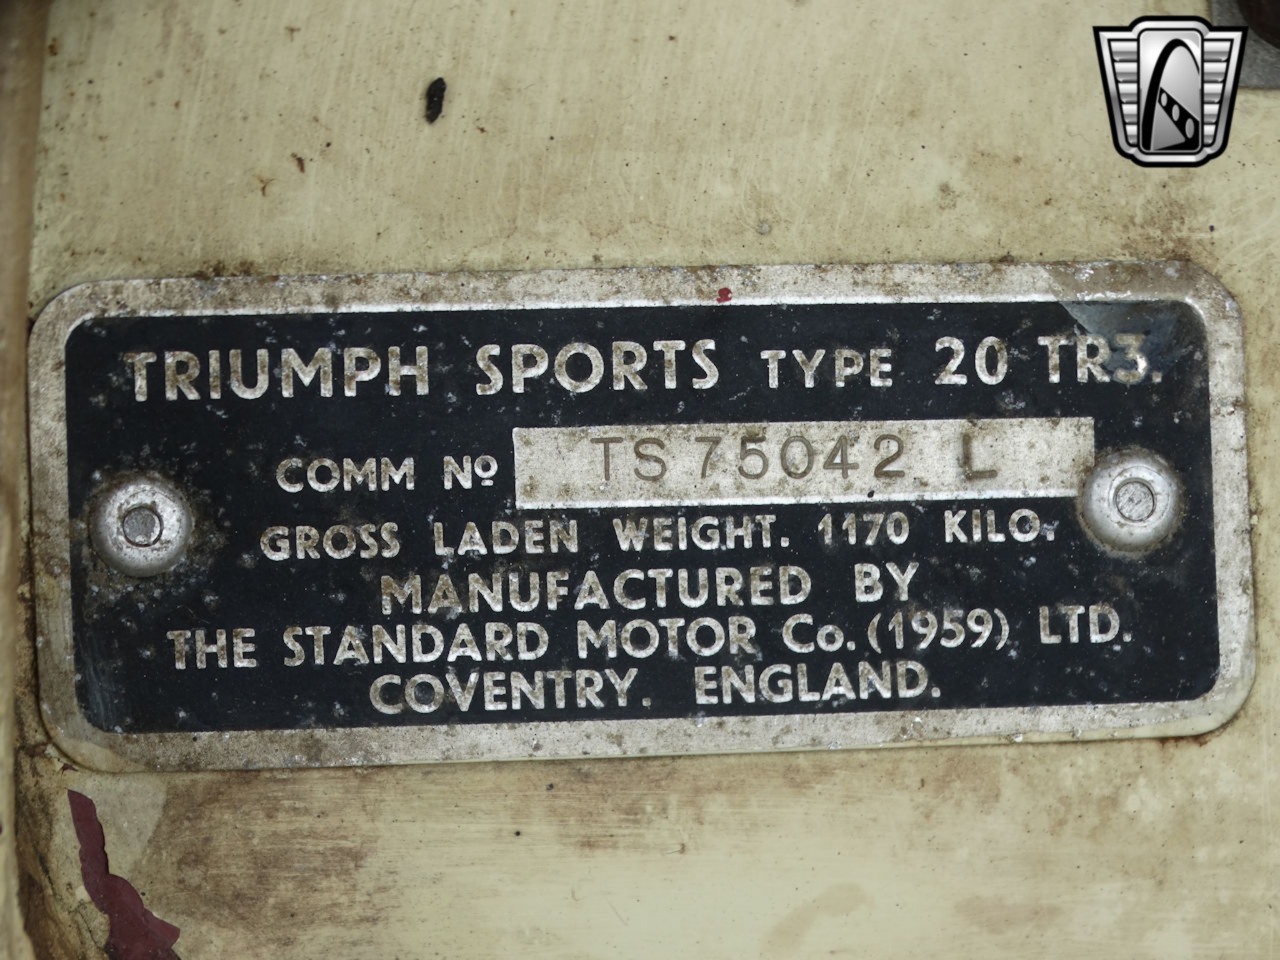 TRIUMPH SPORTS TYPE 20 TR3.
COMM Nº TS 75042 L
GROSS LADEN WEIGHT. 1170 KILO.
MANUFACTURED BY
THE STANDARD MOTOR Co. (1959) LTD.
COVENTRY. ENGLAND.